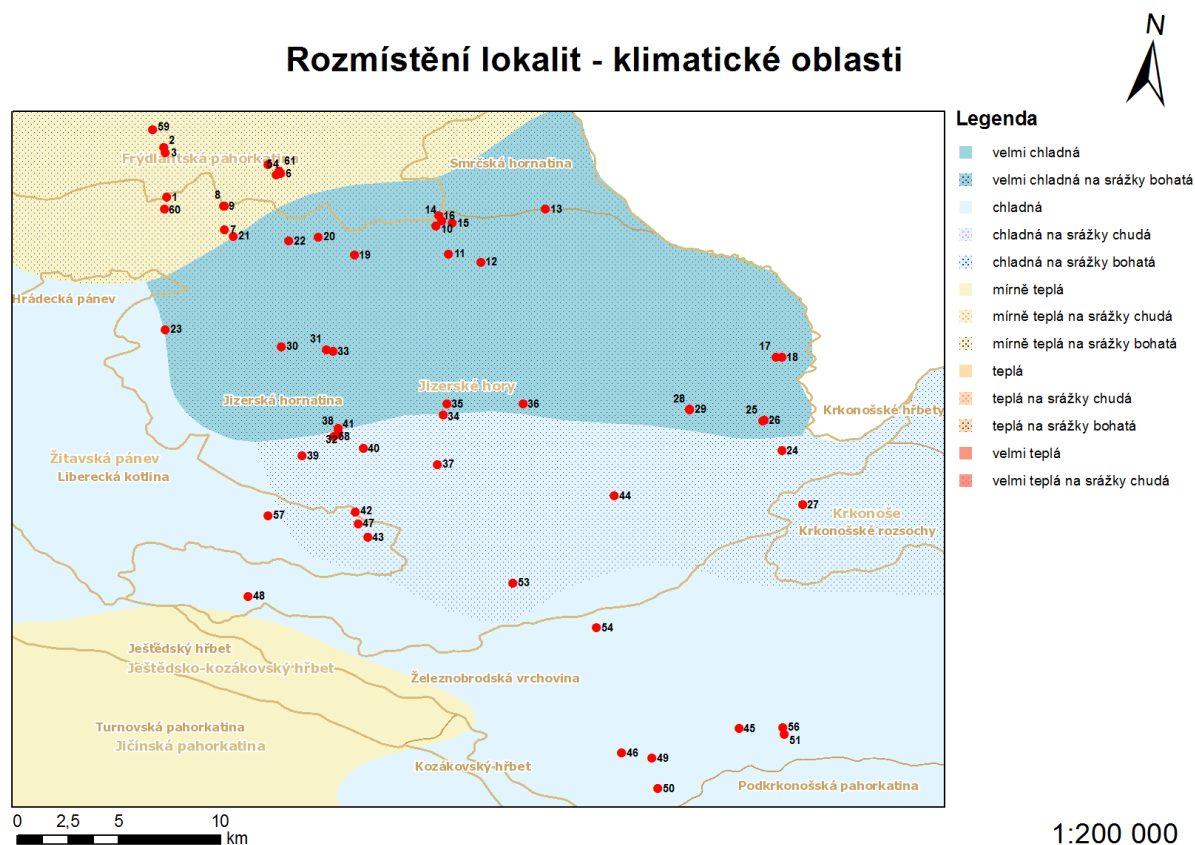 N
Rozmístění lokalit - klimatické oblasti
Legenda
velmi chladná
velmi chladná na srážky bohatá
chladná
chladná na srážky chudá
chladná na srážky bohatá
mírně teplá
mírně teplá na srážky chudá
mírně teplá na srážky bohatá
teplá
teplá na srážky chudá
teplá na srážky bohatá
velmi teplá
velmi teplá na srážky chudá
59
2
3
Frýdlantská pahorkatina
54
61
6
Smrčská hornatina
1
60
8
9
7
21
14
16
10
15
13
22
20
19
11
12
Hrádecká pánev
23
30
31
33
17
18
Jizerské hory
Jizerská hornatina
35
34
36
28
29
25
26
Krkonošské hřbety
38
41
32
58
39
40
37
24
Žitavská pánev
Liberecká kotlina
57
42
47
43
44
27
Krkonoše
Krkonošské rozsochy
53
48
54
Ještědský hřbet
Ještědsko-kozákovský hřbet
Železnobrodská vrchovina
Turnovská pahorkatina
Jičínská pahorkatina
Kozákovský hřbet
46
49
50
45
56
51
Podkrkonošská pahorkatina
0 2,5 5 10
km
1:200 000